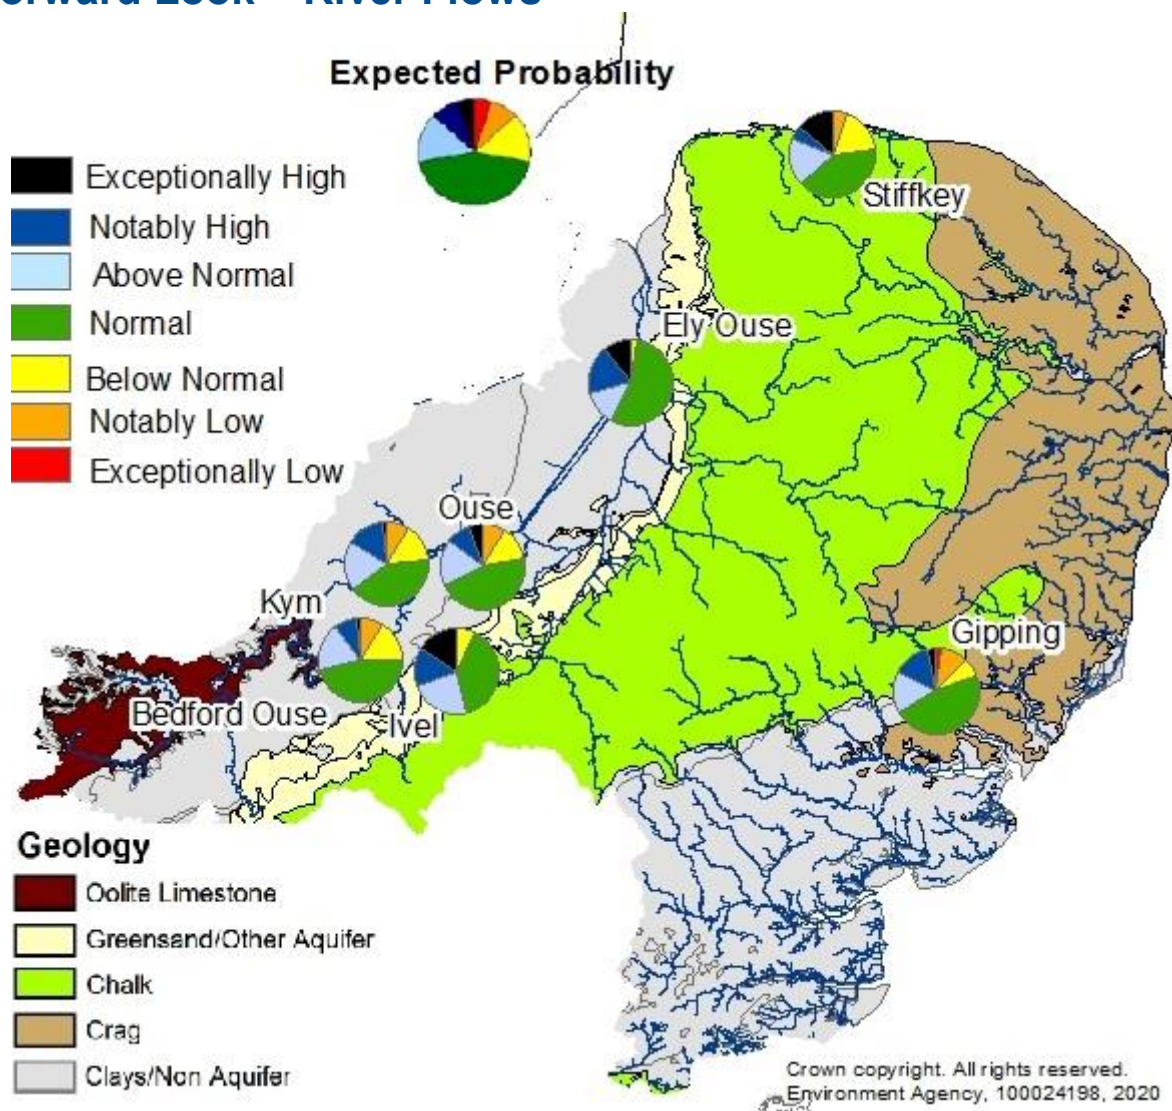 River Flows
Expected Probability
Exceptionally High
Notably High
Above Normal
Normal
Below Normal
Notably Low
Exceptionally Low
Stiffkey
Ely Ouse
Ouse
Kym
Gipping
Bedford Ouse
Ivel
Geology
Oolite Limestone
Greensand/Other Aquifer
Chalk
Crag
Clays/Non Aquifer
Crown copyright. All rights reserved.
Environment Agency, 100024198, 2020